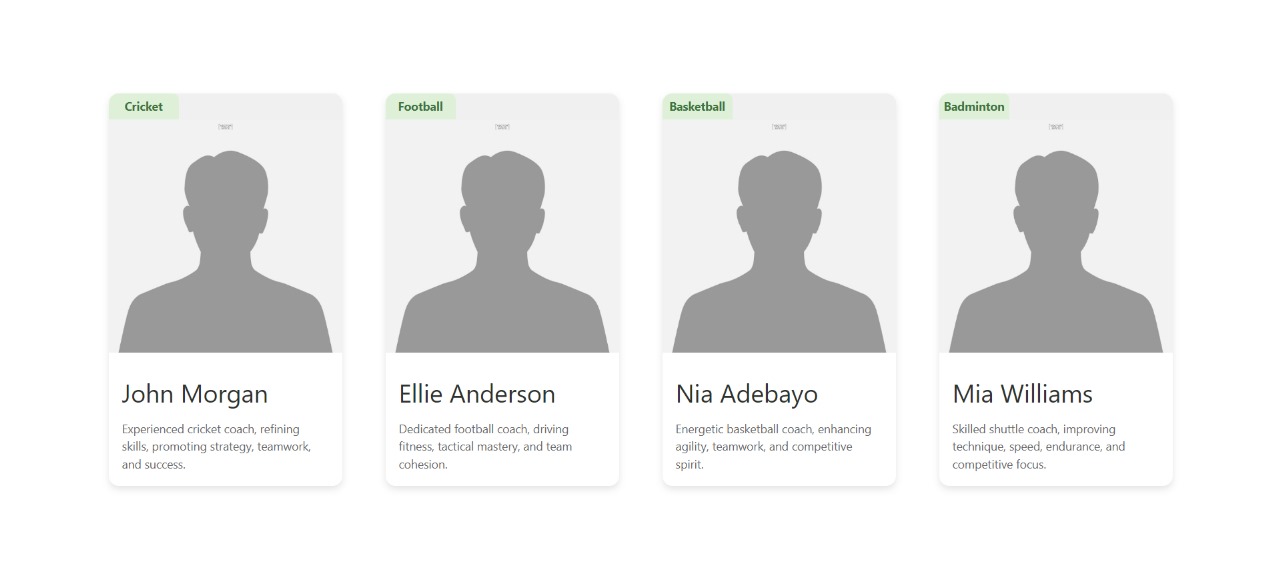 Cricket
Football
Basketball
Badminton
John Morgan
Experienced cricket coach, refining
skills, promoting strategy, teamwork,
and success.
Ellie Anderson
Dedicated football coach, driving
fitness, tactical mastery, and team
cohesion.
Nia Adebayo
Energetic basketball coach, enhancing
agility, teamwork, and competitive
spirit.
Mia Williams
Skilled shuttle coach, improving
technique, speed, endurance, and
competitive focus.